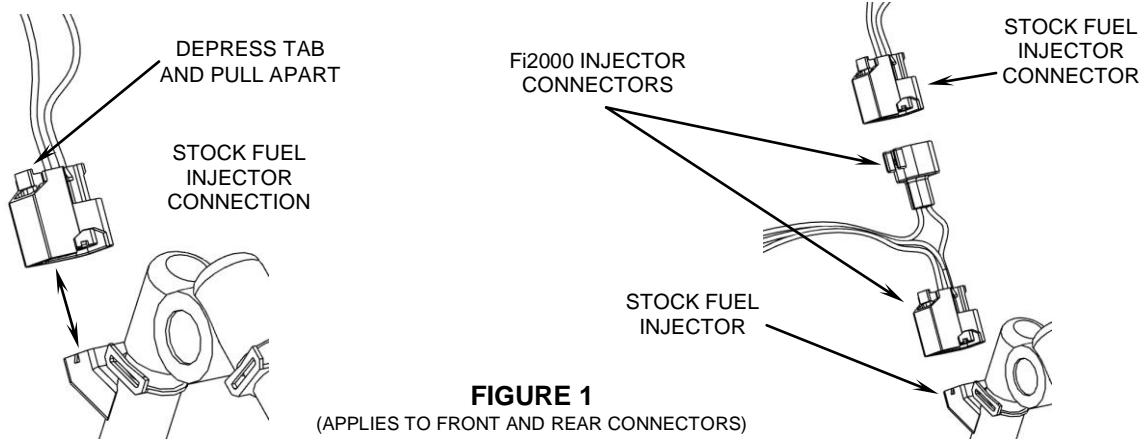 DEPRESS TAB
AND PULL APART
STOCK FUEL
INJECTOR
CONNECTION
Fi2000 INJECTOR
CONNECTORS
STOCK FUEL
INJECTOR
CONNECTOR
STOCK FUEL
INJECTOR
FIGURE 1
(APPLIES TO FRONT AND REAR CONNECTORS)